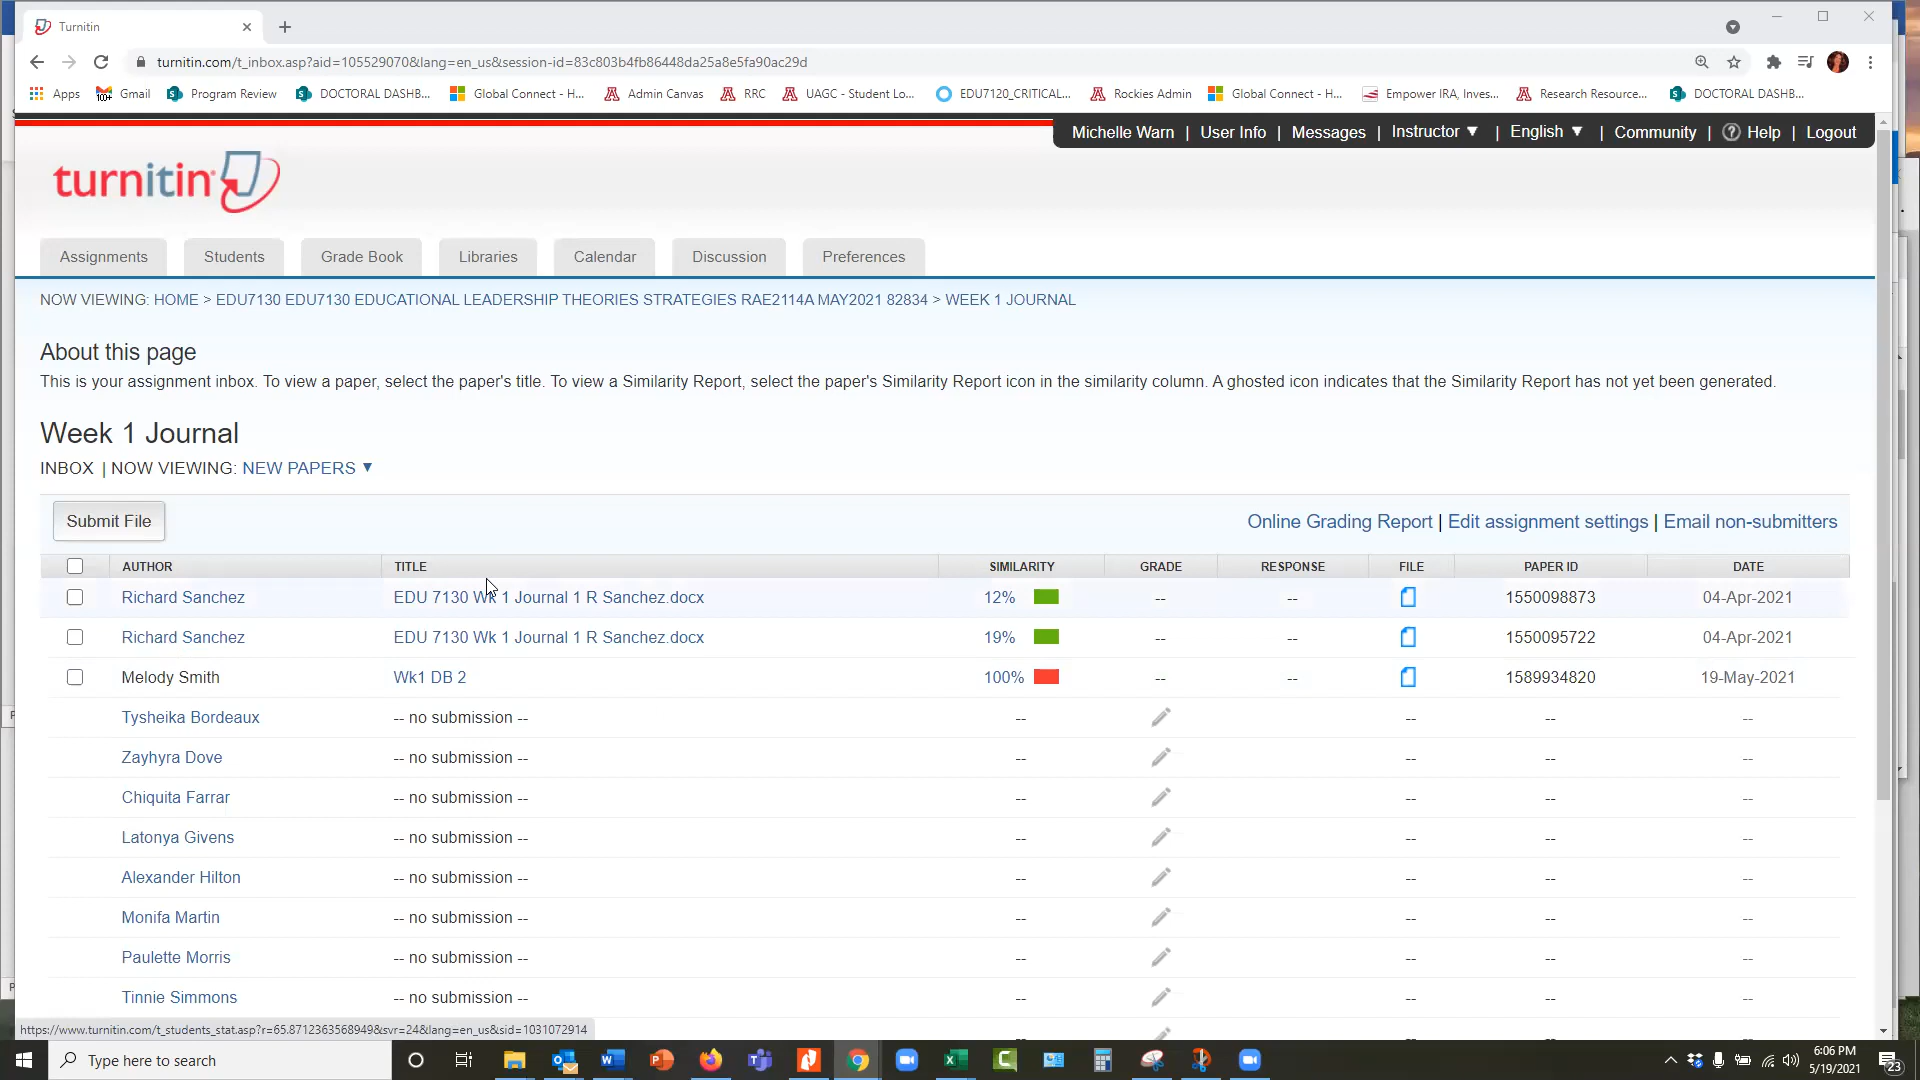 Turnitin
turnitin.com/t_inbox.asp?aid=105529070&lang=en_us&session-id=83c803b4fb86448da25a8e5fa90ac29d
Apps Gmail Program Review DOCTORAL DASHB... Global Connect - H... Admin Canvas RRC UAGC - Student Lo... EDU7120_CRITICAL... Rockies Admin Global Connect - H... Empower IRA, Inves... Research Resource... DOCTORAL DASHB...
Michelle Warn | User Info | Messages | Instructor ▼ | English ▼ | Community | ? Help | Logout
turnitin
Assignments Students Grade Book Libraries Calendar Discussion Preferences
NOW VIEWING: HOME > EDU7130 EDU7130 EDUCATIONAL LEADERSHIP THEORIES STRATEGIES RAE2114A MAY2021 82834 > WEEK 1 JOURNAL
About this page
This is your assignment inbox. To view a paper, select the paper's title. To view a Similarity Report, select the paper's Similarity Report icon in the similarity column. A ghosted icon indicates that the Similarity Report has not yet been generated.
Week 1 Journal
INBOX | NOW VIEWING: NEW PAPERS ▼
Submit File Online Grading Report | Edit assignment settings | Email non-submitters
AUTHOR TITLE SIMILARITY GRADE RESPONSE FILE PAPER ID DATE
Richard Sanchez EDU 7130 Wk 1 Journal 1 R Sanchez.docx 12% -- -- 1550098873 04-Apr-2021
Richard Sanchez EDU 7130 Wk 1 Journal 1 R Sanchez.docx 19% -- -- 1550095722 04-Apr-2021
Melody Smith Wk1 DB 2 100% -- -- 1589934820 19-May-2021
Tysheika Bordeaux -- no submission -- -- -- -- --
Zayhyra Dove -- no submission -- -- -- -- --
Chiquita Farrar -- no submission -- -- -- -- --
Latonya Givens -- no submission -- -- -- -- --
Alexander Hilton -- no submission -- -- -- -- --
Monifa Martin -- no submission -- -- -- -- --
Paulette Morris -- no submission -- -- -- -- --
Tinnie Simmons -- no submission -- -- -- -- --
https://www.turnitin.com/t_students_stat.asp?r=65.8712363568949&svr=24&lang=en_us&sid=1031072914
Type here to search
6:06 PM
5/19/2021
23